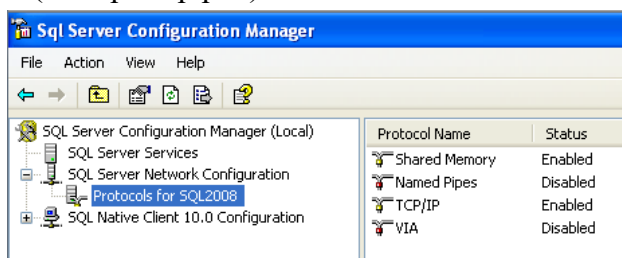 Sql Server Configuration Manager
File Action View Help
SQL Server Configuration Manager (Local)
SQL Server Services
SQL Server Network Configuration
Protocols for SQL2008
SQL Native Client 10.0 Configuration
Protocol Name Status
Shared Memory Enabled
Named Pipes Disabled
TCP/IP Enabled
VIA Disabled